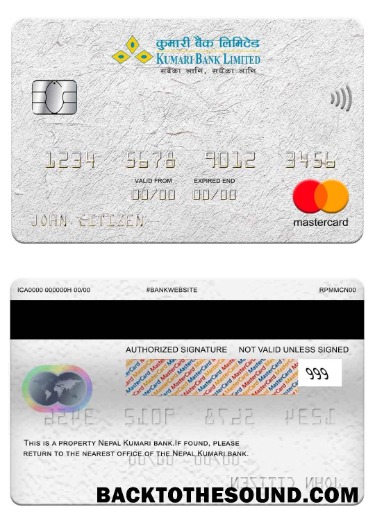 कुमारी बैंक लिमिटेड
KUMARI BANK LIMITED
सबैका लागि, सधैंका लागि
1234 5678 9012 3456
VALID FROM EXPIRED END
00/00 00/00
JOHN CITIZEN
mastercard
ICA0000 000000H 00/00 #BANKWEBSITE RPMMCN00
AUTHORIZED SIGNATURE NOT VALID UNLESS SIGNED
999
THIS IS A PROPERTY NEPAL KUMARI BANK.IF FOUND, PLEASE
RETURN TO THE NEAREST OFFICE OF THE NEPAL KUMARI BANK.
BACKTOTHESOUND.COM